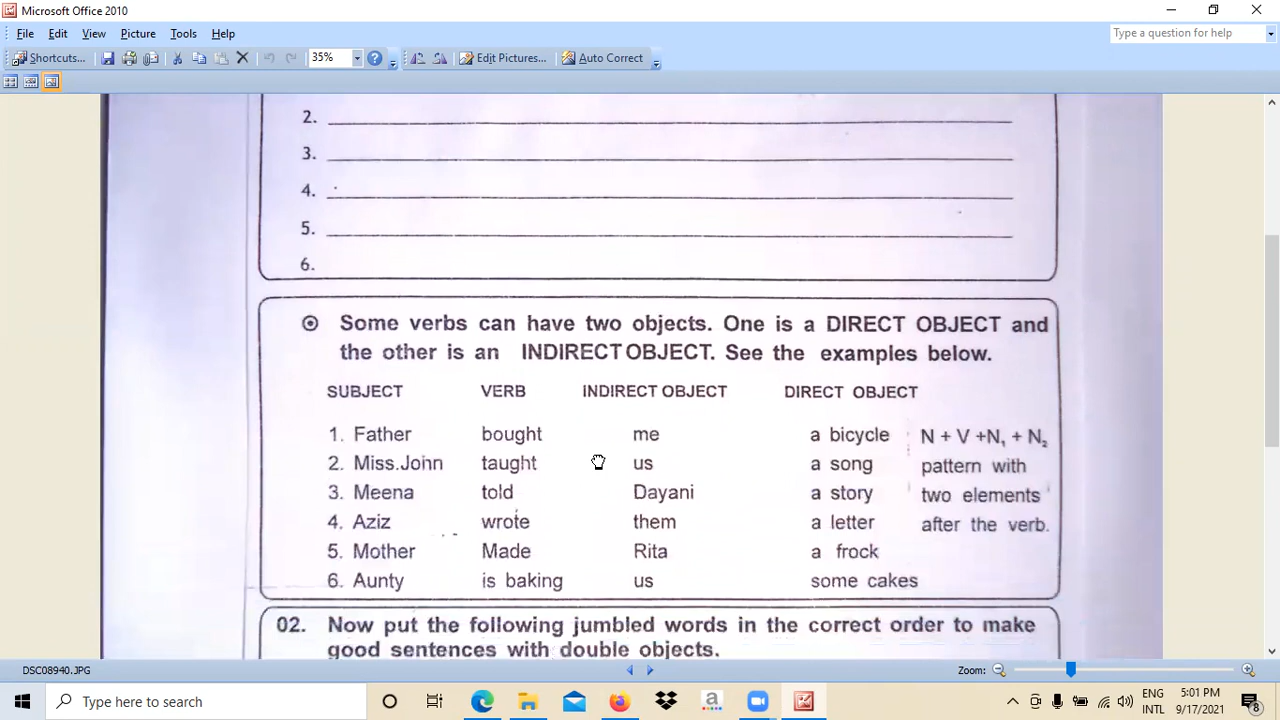 Microsoft Office 2010
File Edit View Picture Tools Help
Type a question for help
Shortcuts... 35% Edit Pictures... Auto Correct
2.
3.
4.
5.
6.
Some verbs can have two objects. One is a DIRECT OBJECT and
the other is an INDIRECT OBJECT. See the examples below.
SUBJECT VERB INDIRECT OBJECT DIRECT OBJECT
1. Father bought me a bicycle N + V +N1 + N2
2. Miss.John taught us a song pattern with
3. Meena told Dayani a story two elements
4. Aziz wrote them a letter after the verb.
5. Mother Made Rita a frock
6. Aunty is baking us some cakes
02. Now put the following jumbled words in the correct order to make
good sentences with double objects.
DSC08940.JPG Zoom:
Type here to search
ENG 5:01 PM
INTL 9/17/2021 8